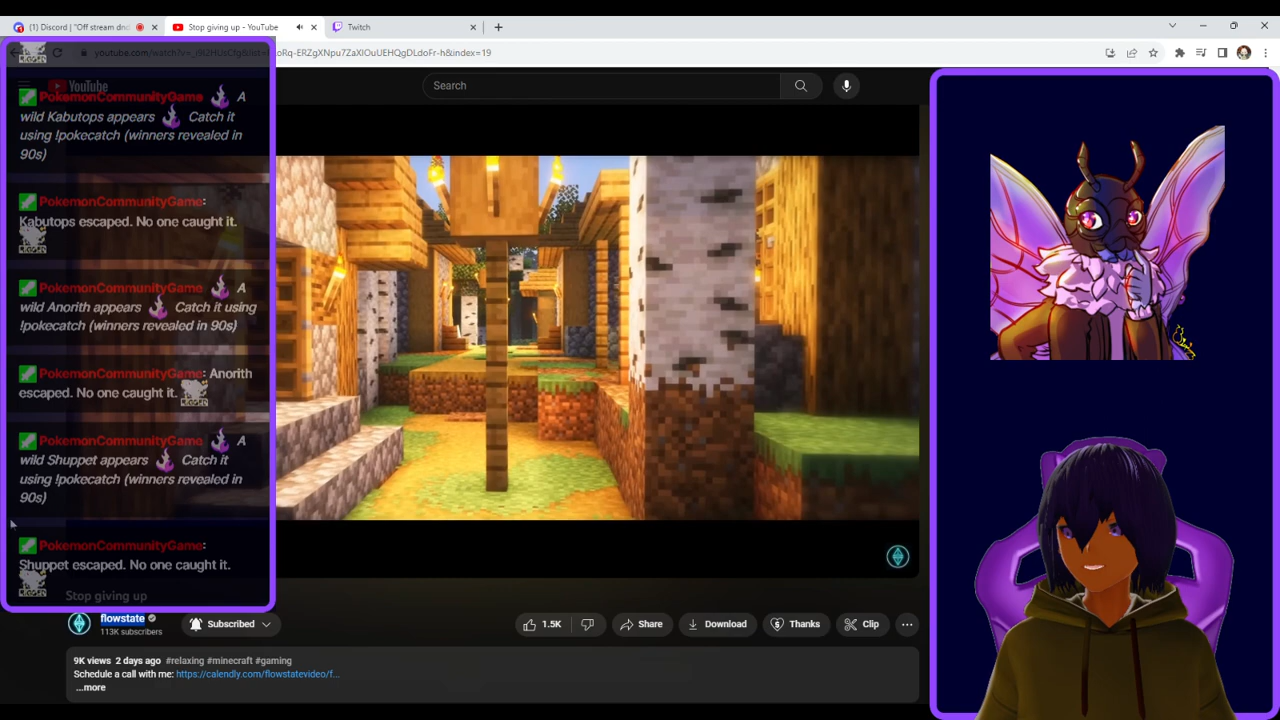 (1) Discord | "Off stream dnd
Stop giving up - YouTube
Twitch
oRq-ERZgXNpu7ZaXIOuUEHQgDLdoFr-h&index=19
YouTube
Search
PokemonCommunityGame A
wild Kabutops appears Catch it
using !pokecatch (winners revealed in
90s)
PokemonCommunityGame:
Kabutops escaped. No one caught it.
PokemonCommunityGame A
wild Anorith appears Catch it using
!pokecatch (winners revealed in 90s)
PokemonCommunityGame: Anorith
escaped. No one caught it.
PokemonCommunityGame A
wild Shuppet appears Catch it
using !pokecatch (winners revealed in
90s)
PokemonCommunityGame:
Shuppet escaped. No one caught it.
Stop giving up
flowstate
113K subscribers
Subscribed
1.5K
Share
Download
Thanks
Clip
9K views 2 days ago #relaxing #minecraft #gaming
Schedule a call with me: https://calendly.com/flowstatevideo/f...
...more